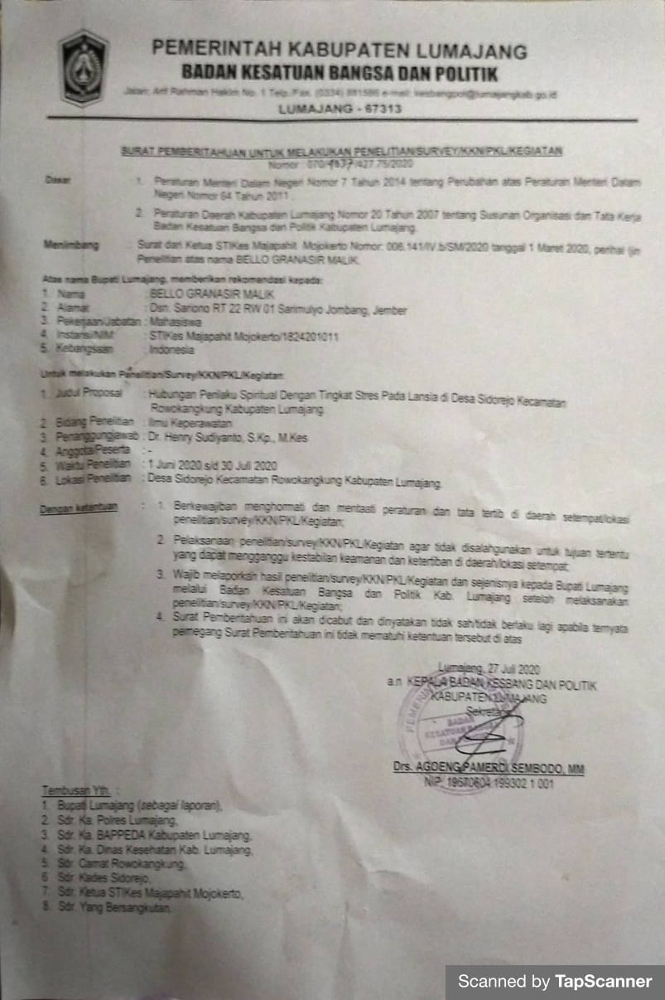 PEMERINTAH KABUPATEN LUMAJANG
BADAN KESATUAN BANGSA DAN POLITIK
Jalan: Arif Rahman Hakim No. 1 Telp./Fax. (0334) 881586 e-mail: kesbangpol@lumajangkab.go.id
LUMAJANG - 67313
SURAT PEMBERITAHUAN UNTUK MELAKUKAN PENELITIAN/SURVEY/KKN/PKL/KEGIATAN
Nomor : 070/1037/427.75/2020
Dasar : 1. Peraturan Menteri Dalam Negeri Nomor 7 Tahun 2014 tentang Perubahan atas Peraturan Menteri Dalam
Negeri Nomor 64 Tahun 2011.
2. Peraturan Daerah Kabupaten Lumajang Nomor 20 Tahun 2007 tentang Susunan Organisasi dan Tata Kerja
Badan Kesatuan Bangsa dan Politik Kabupaten Lumajang.
Menimbang : Surat dari Ketua STIKes Majapahit Mojokerto Nomor: 006.141/IV.b/SM/2020 tanggal 1 Maret 2020, perihal Ijin
Penelitian atas nama BELLO GRANASIR MALIK.
Atas nama Bupati Lumajang, memberikan rekomendasi kepada:
1. Nama : BELLO GRANASIR MALIK
2. Alamat : Dsn. Sariono RT 22 RW 01 Sarimulyo Jombang, Jember
3. Pekerjaan/Jabatan : Mahasiswa
4. Instansi/NIM : STIKes Majapahit Mojokerto/1824201011
5. Kebangsaan : Indonesia
Untuk melakukan Penelitian/Survey/KKN/PKL/Kegiatan:
1. Judul Proposal : Hubungan Perilaku Spiritual Dengan Tingkat Stres Pada Lansia di Desa Sidorejo Kecamatan
Rowokangkung Kabupaten Lumajang.
2. Bidang Penelitian : Ilmu Keperawatan
3. Penanggungjawab : Dr. Henry Sudiyanto, S.Kp., M.Kes
4. Anggota/Peserta : -
5. Waktu Penelitian : 1 Juni 2020 s/d 30 Juli 2020
6. Lokasi Penelitian : Desa Sidorejo Kecamatan Rowokangkung Kabupaten Lumajang.
Dengan ketentuan : 1. Berkewajiban menghormati dan mentaati peraturan dan tata tertib di daerah setempat/lokasi
penelitian/survey/KKN/PKL/Kegiatan;
2. Pelaksanaan penelitian/survey/KKN/PKL/Kegiatan agar tidak disalahgunakan untuk tujuan tertentu
yang dapat mengganggu kestabilan keamanan dan ketertiban di daerah/lokasi setempat;
3. Wajib melaporkan hasil penelitian/survey/KKN/PKL/Kegiatan dan sejenisnya kepada Bupati Lumajang
melalui Badan Kesatuan Bangsa dan Politik Kab. Lumajang setelah melaksanakan
penelitian/survey/KKN/PKL/Kegiatan;
4. Surat Pemberitahuan ini akan dicabut dan dinyatakan tidak sah/tidak berlaku lagi apabila ternyata
pemegang Surat Pemberitahuan ini tidak mematuhi ketentuan tersebut di atas
Lumajang, 27 Juli 2020
a.n KEPALA BADAN KESBANG DAN POLITIK
KABUPATEN LUMAJANG
Sekretaris
BADAN
KESATUAN BANGSA
DAN
Drs. AGOENG PAMERDI SEMBODO, MM
NIP. 19670604 199302 1 001
Tembusan Yth. :
1. Bupati Lumajang (sebagai laporan),
2. Sdr. Ka. Polres Lumajang,
3. Sdr. Ka. BAPPEDA Kabupaten Lumajang,
4. Sdr. Ka. Dinas Kesehatan Kab. Lumajang,
5. Sdr. Camat Rowokangkung,
6. Sdr. Kades Sidorejo,
7. Sdr. Ketua STIKes Majapahit Mojokerto,
8. Sdr. Yang Bersangkutan.
Scanned by TapScanner